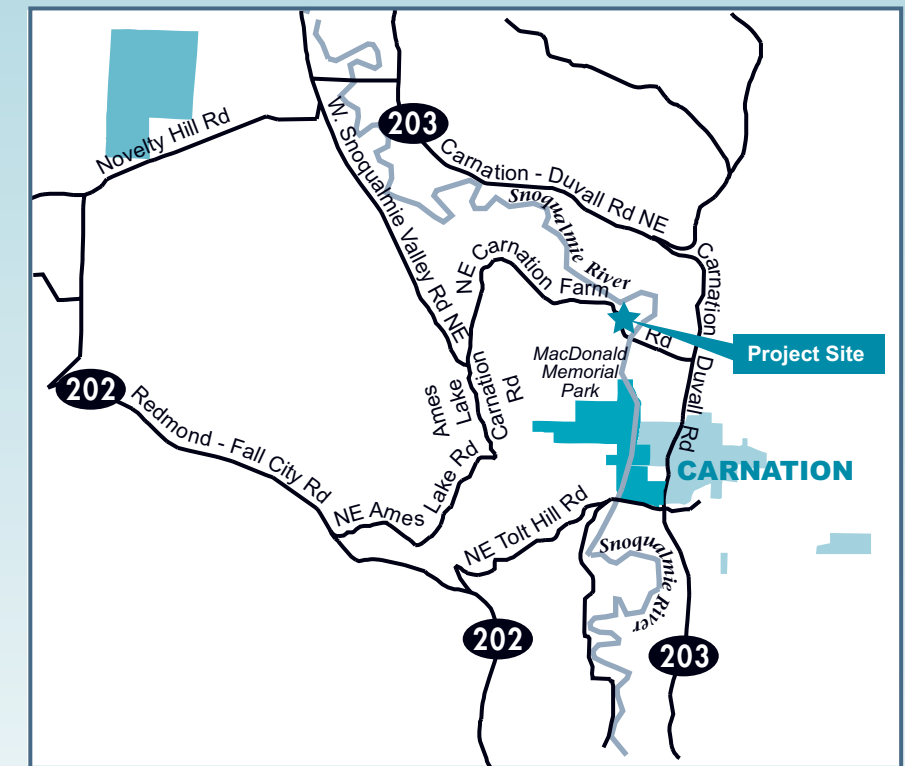 Novelty Hill Rd
W. Snoqualmie Valley Rd NE
203
Carnation - Duvall Rd NE
Snoqualmie River
NE Carnation Farm Rd
Carnation Duvall Rd
Project Site
MacDonald
Memorial
Park
202
Redmond - Fall City Rd
Ames
Lake
Carnation
Rd
CARNATION
NE Ames
Lake Rd
NE Tolt Hill Rd
Snoqualmie River
202
203